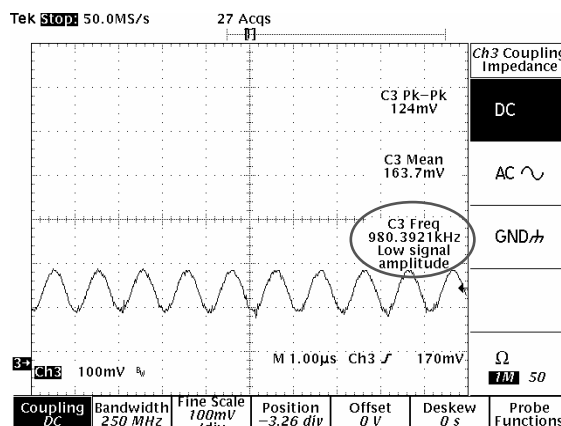 Tek Stop: 50.0MS/s 27 Acqs
[T]
Ch3 Coupling
Impedance
C3 Pk-Pk
124mV
DC
C3 Mean
163.7mV
AC
C3 Freq
980.3921kHz
Low signal
amplitude
GND
3
Ch3 100mV BW M 1.00µs Ch3 170mV
Ω
1M 50
Coupling
DC
Bandwidth
250 MHz
Fine Scale
100mV
/div
Position
-3.26 div
Offset
0 V
Deskew
0 s
Probe
Functions